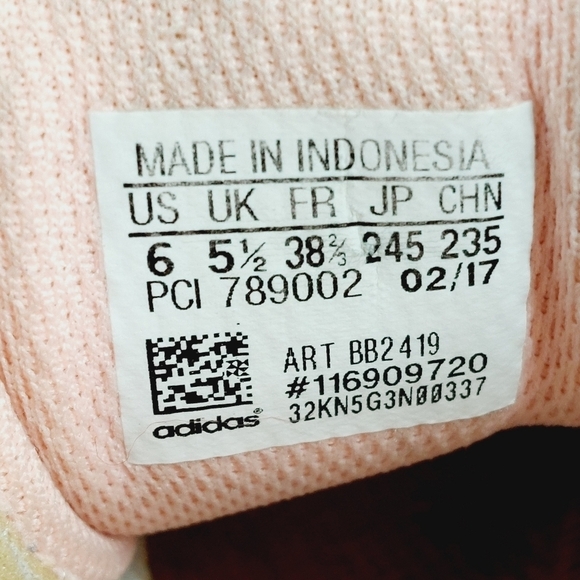 MADE IN INDONESIA
US UK FR JP CHN
6 5½ 38⅔ 245 235
PCI 789002 02/17
ART BB2419
#116909720
adidas® 32KN5G3N00337